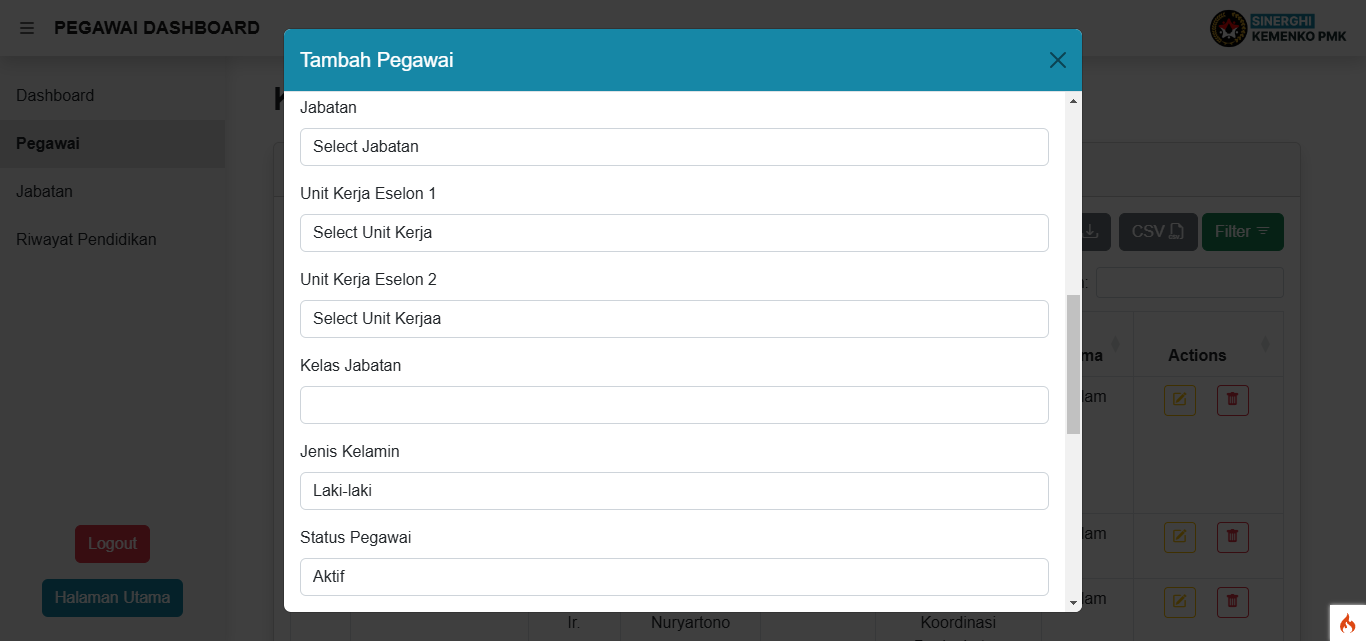 PEGAWAI DASHBOARD
SINERGHI
KEMENKO PMK
Dashboard
Pegawai
Jabatan
Riwayat Pendidikan
Logout
Halaman Utama
Tambah Pegawai
Jabatan
Select Jabatan
Unit Kerja Eselon 1
Select Unit Kerja
Unit Kerja Eselon 2
Select Unit Kerjaa
Kelas Jabatan
Jenis Kelamin
Laki-laki
Status Pegawai
Aktif
CSV
Filter
Actions
Ir.
Nuryartono
Koordinasi